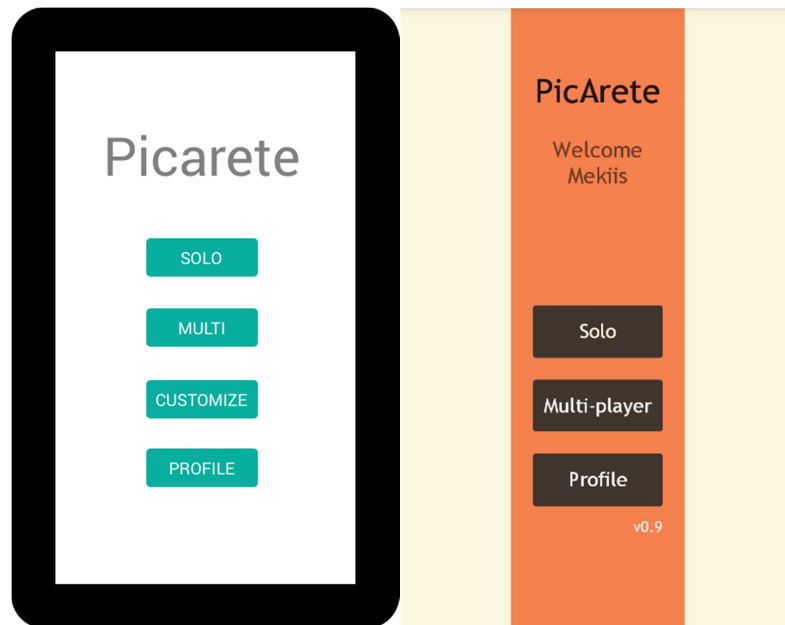 Picarete
SOLO
MULTI
CUSTOMIZE
PROFILE
PicArete
Welcome
Mekiis
Solo
Multi-player
Profile
v0.9